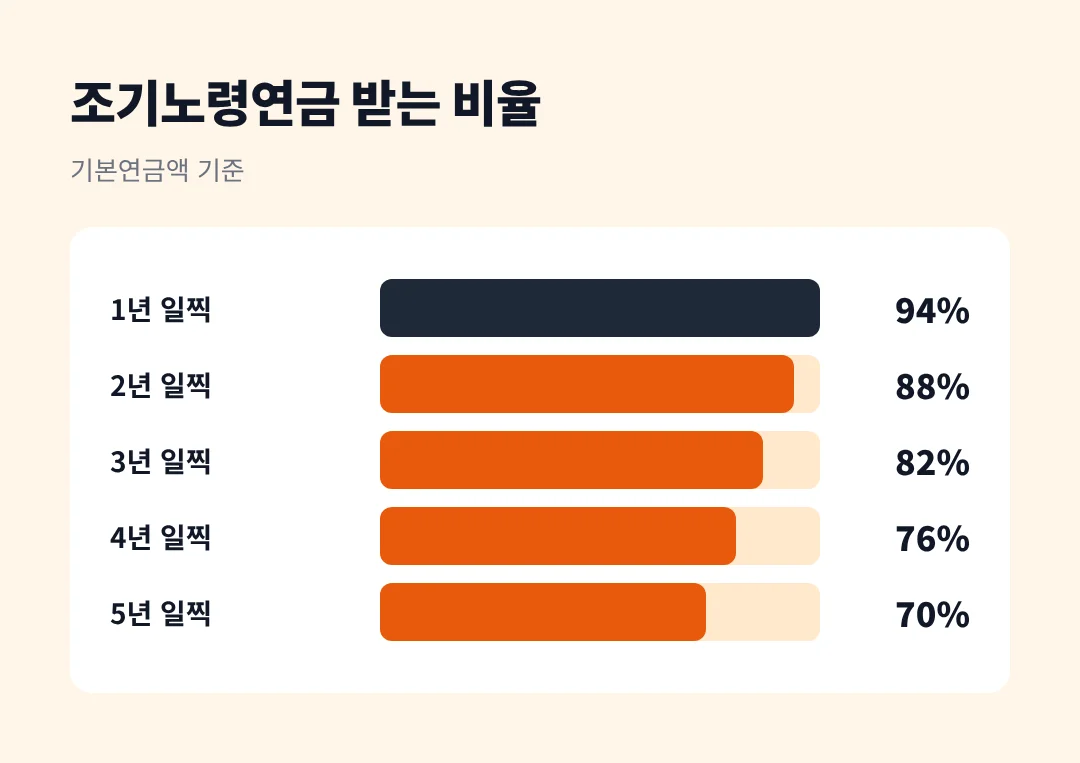 조기노령연금 받는 비율
기본연금액 기준
1년 일찍 94%
2년 일찍 88%
3년 일찍 82%
4년 일찍 76%
5년 일찍 70%